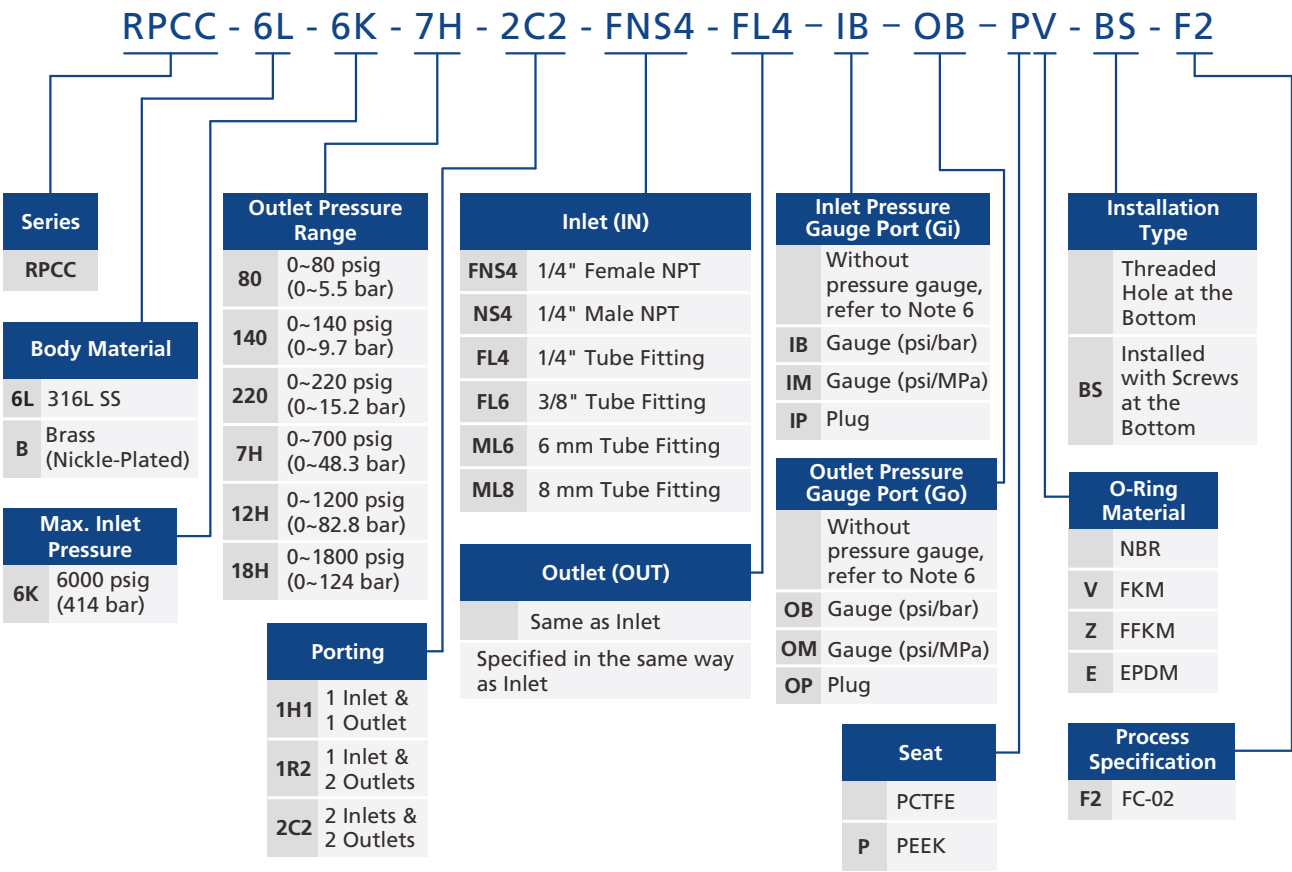 RPCC - 6L - 6K - 7H - 2C2 - FNS4 - FL4 – IB – OB – PV - BS - F2
Series
RPCC
Body Material
6L 316L SS
B Brass
(Nickle-Plated)
Max. Inlet
Pressure
6K 6000 psig
(414 bar)
Outlet Pressure
Range
80 0~80 psig
(0~5.5 bar)
140 0~140 psig
(0~9.7 bar)
220 0~220 psig
(0~15.2 bar)
7H 0~700 psig
(0~48.3 bar)
12H 0~1200 psig
(0~82.8 bar)
18H 0~1800 psig
(0~124 bar)
Porting
1H1 1 Inlet &
1 Outlet
1R2 1 Inlet &
2 Outlets
2C2 2 Inlets &
2 Outlets
Inlet (IN)
FNS4 1/4" Female NPT
NS4 1/4" Male NPT
FL4 1/4" Tube Fitting
FL6 3/8" Tube Fitting
ML6 6 mm Tube Fitting
ML8 8 mm Tube Fitting
Outlet (OUT)
Same as Inlet
Specified in the same way
as Inlet
Inlet Pressure
Gauge Port (Gi)
Without
pressure gauge,
refer to Note 6
IB Gauge (psi/bar)
IM Gauge (psi/MPa)
IP Plug
Outlet Pressure
Gauge Port (Go)
Without
pressure gauge,
refer to Note 6
OB Gauge (psi/bar)
OM Gauge (psi/MPa)
OP Plug
Seat
PCTFE
P PEEK
Installation
Type
Threaded
Hole at the
Bottom
BS Installed
with Screws
at the
Bottom
O-Ring
Material
NBR
V FKM
Z FFKM
E EPDM
Process
Specification
F2 FC-02